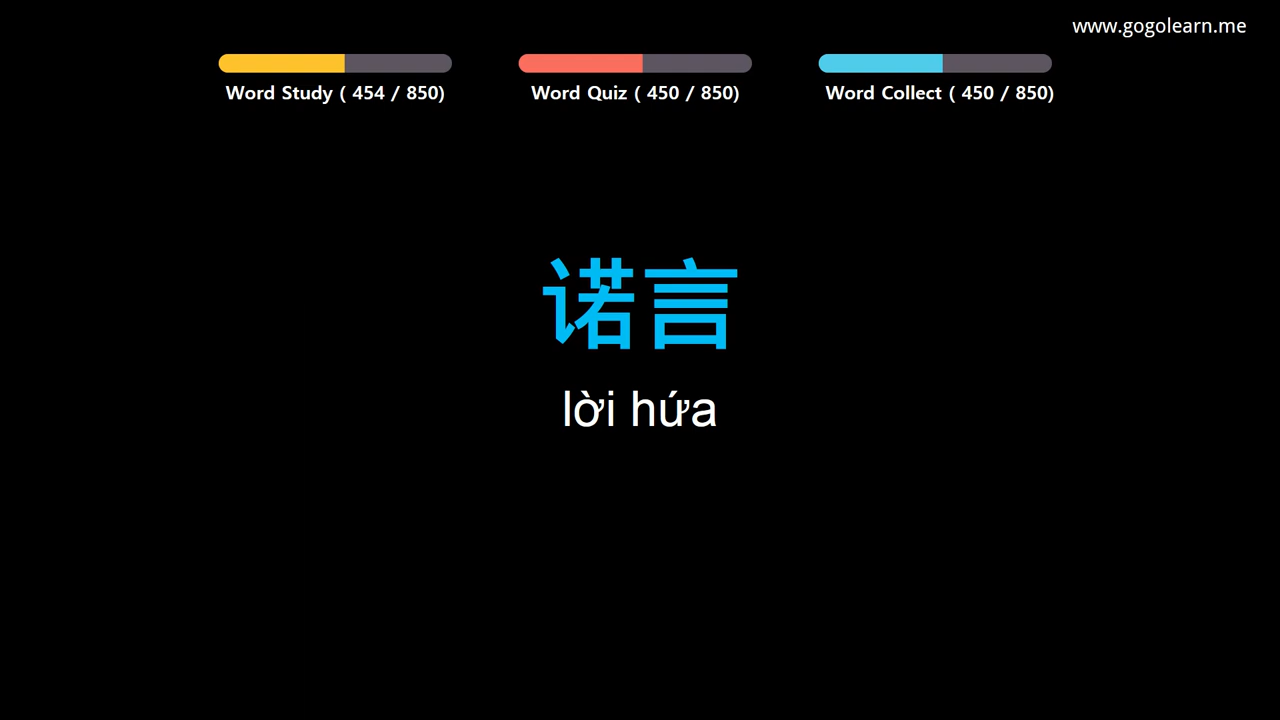 www.gogolearn.me
Word Study ( 454 / 850)
Word Quiz ( 450 / 850)
Word Collect ( 450 / 850)
诺言
lời hứa